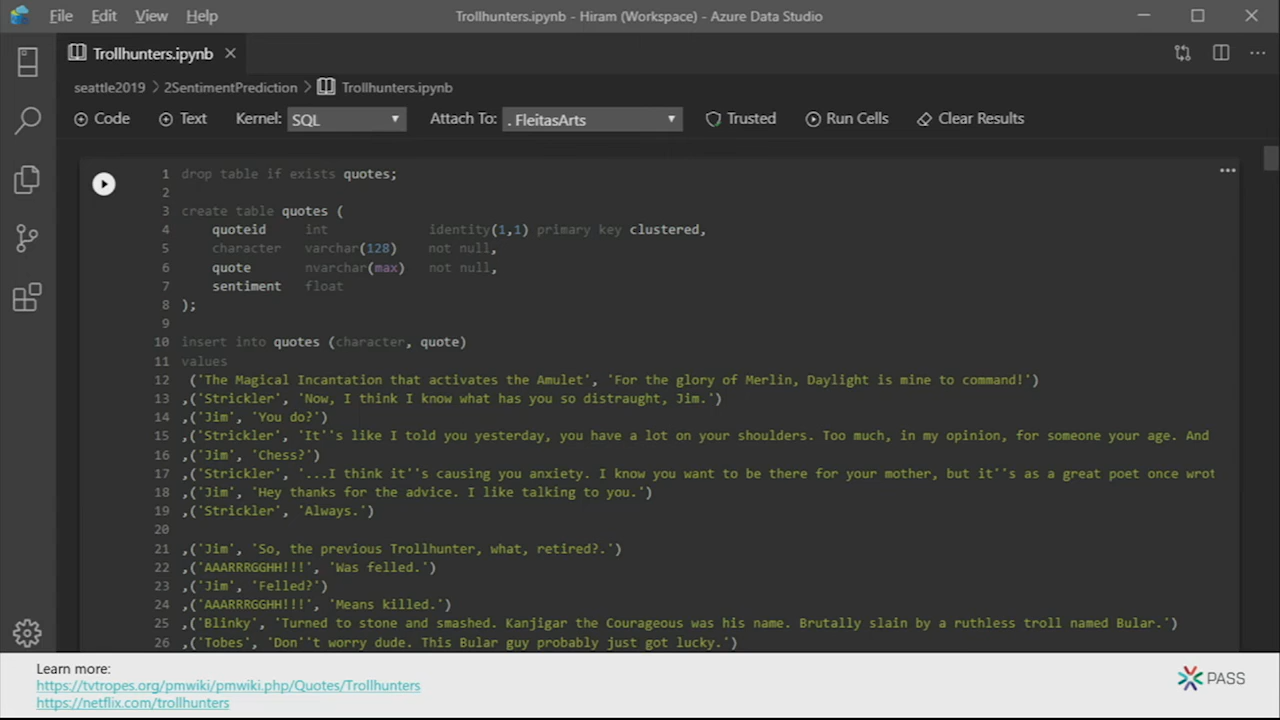 File Edit View Help Trollhunters.ipynb - Hiram (Workspace) - Azure Data Studio
Trollhunters.ipynb
seattle2019 > 2SentimentPrediction > Trollhunters.ipynb
Code Text Kernel: SQL Attach To: . FleitasArts Trusted Run Cells Clear Results
1 drop table if exists quotes;
2
3 create table quotes (
4 quoteid int identity(1,1) primary key clustered,
5 character varchar(128) not null,
6 quote nvarchar(max) not null,
7 sentiment float
8 );
9
10 insert into quotes (character, quote)
11 values
12 ('The Magical Incantation that activates the Amulet', 'For the glory of Merlin, Daylight is mine to command!')
13 ,('Strickler', 'Now, I think I know what has you so distraught, Jim.')
14 ,('Jim', 'You do?')
15 ,('Strickler', 'It''s like I told you yesterday, you have a lot on your shoulders. Too much, in my opinion, for someone your age. And
16 ,('Jim', 'Chess?')
17 ,('Strickler', '...I think it''s causing you anxiety. I know you want to be there for your mother, but it''s as a great poet once wrot
18 ,('Jim', 'Hey thanks for the advice. I like talking to you.')
19 ,('Strickler', 'Always.')
20
21 ,('Jim', 'So, the previous Trollhunter, what, retired?.')
22 ,('AAARRRGGHH!!!', 'Was felled.')
23 ,('Jim', 'Felled?')
24 ,('AAARRRGGHH!!!', 'Means killed.')
25 ,('Blinky', 'Turned to stone and smashed. Kanjigar the Courageous was his name. Brutally slain by a ruthless troll named Bular.')
26 ,('Tobes', 'Don''t worry dude. This Bular guy probably just got lucky.')
Learn more:
https://tvtropes.org/pmwiki/pmwiki.php/Quotes/Trollhunters
https://netflix.com/trollhunters
PASS